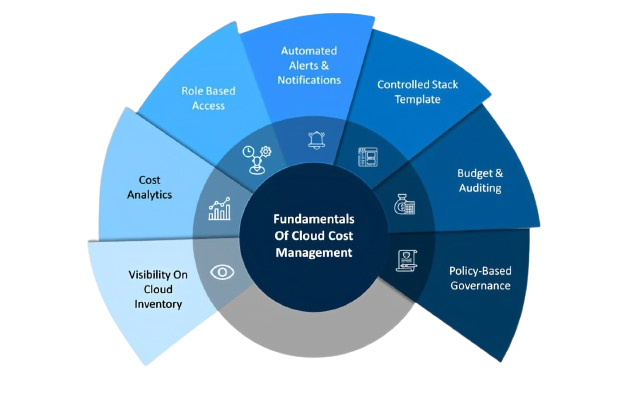 Automated
Alerts &
Notifications
Role Based
Access
Controlled Stack
Template
Cost
Analytics
Budget &
Auditing
Fundamentals
Of Cloud Cost
Management
Visibility On
Cloud
Inventory
Policy-Based
Governance